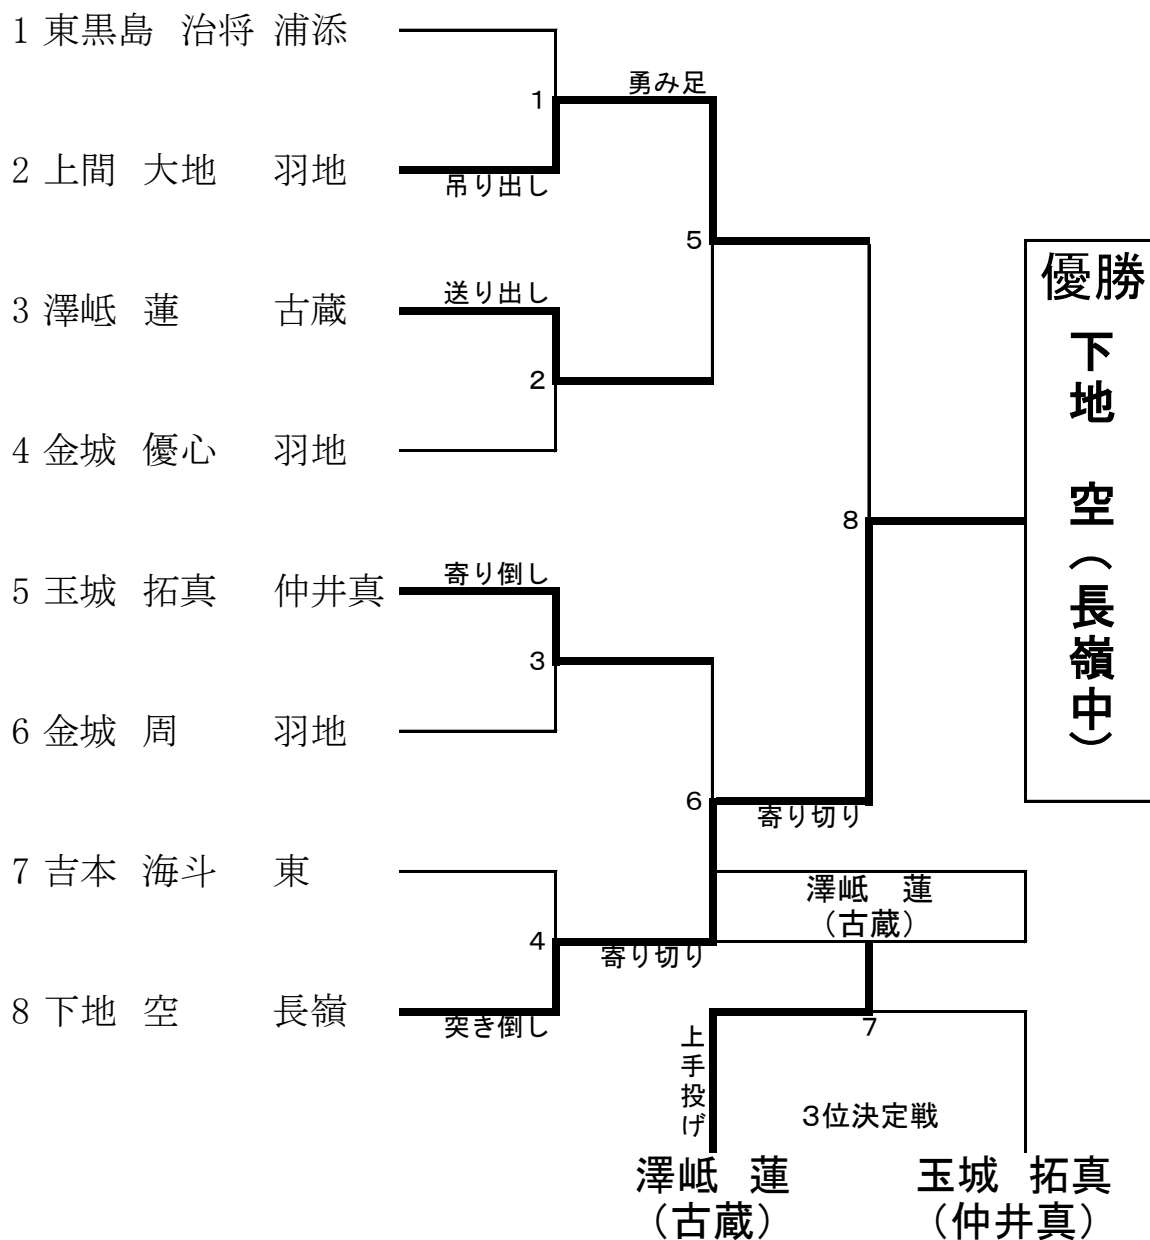 1 東黒島 治将 浦添
勇み足
1
2 上間 大地 羽地
吊り出し
5
優勝
下地 空（長嶺中）
3 澤岻 蓮 古蔵
送り出し
2
4 金城 優心 羽地
8
5 玉城 拓真 仲井真
寄り倒し
3
6 金城 周 羽地
6
寄り切り
7 吉本 海斗 東
澤岻 蓮
（古蔵）
4
寄り切り
8 下地 空 長嶺
突き倒し
7
上手投げ
3位決定戦
澤岻 蓮
（古蔵）
玉城 拓真
（仲井真）